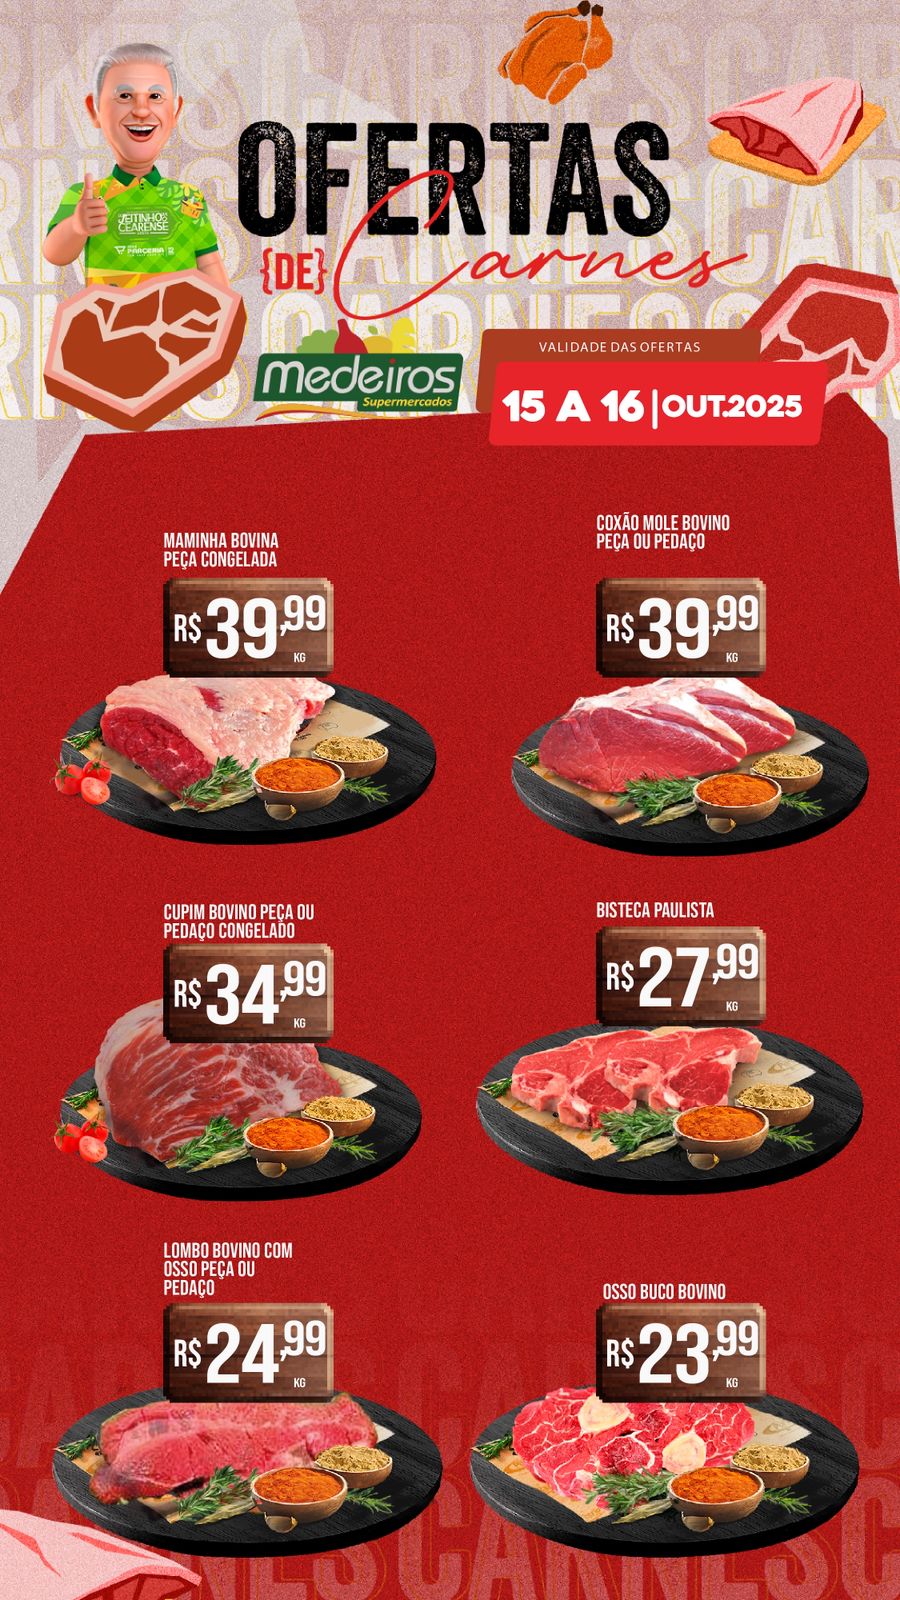 OFERTAS
{DE} Carnes
JEITINHO
CEARENSE
PARCERIA
Medeiros
Supermercados
VALIDADE DAS OFERTAS
15 A 16 | OUT.2025
MAMINHA BOVINA
PEÇA CONGELADA
R$ 39,99
KG
COXÃO MOLE BOVINO
PEÇA OU PEDAÇO
R$ 39,99
KG
CUPIM BOVINO PEÇA OU
PEDAÇO CONGELADO
R$ 34,99
KG
BISTECA PAULISTA
R$ 27,99
KG
LOMBO BOVINO COM
OSSO PEÇA OU
PEDAÇO
R$ 24,99
KG
OSSO BUCO BOVINO
R$ 23,99
KG